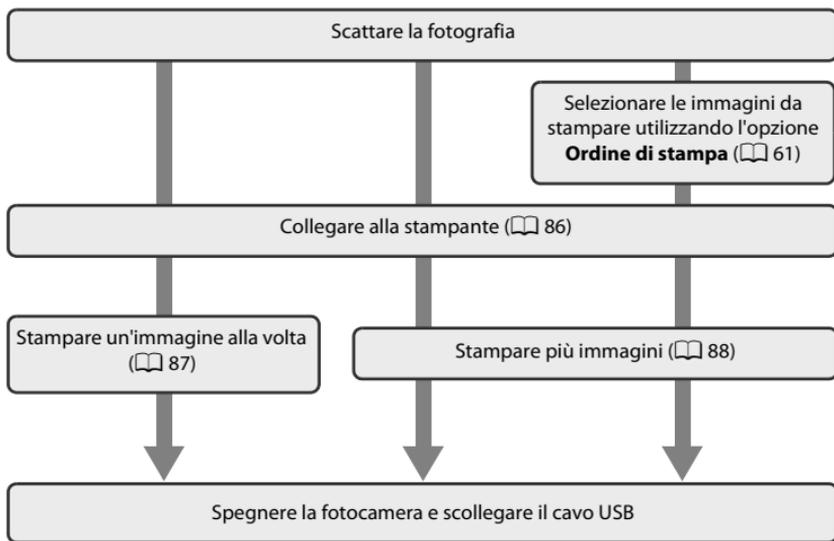 Scattare la fotografia
Selezionare le immagini da
stampare utilizzando l'opzione
Ordine di stampa (📖 61)
Collegare alla stampante (📖 86)
Stampare un'immagine alla volta
(📖 87)
Stampare più immagini (📖 88)
Spegnere la fotocamera e scollegare il cavo USB